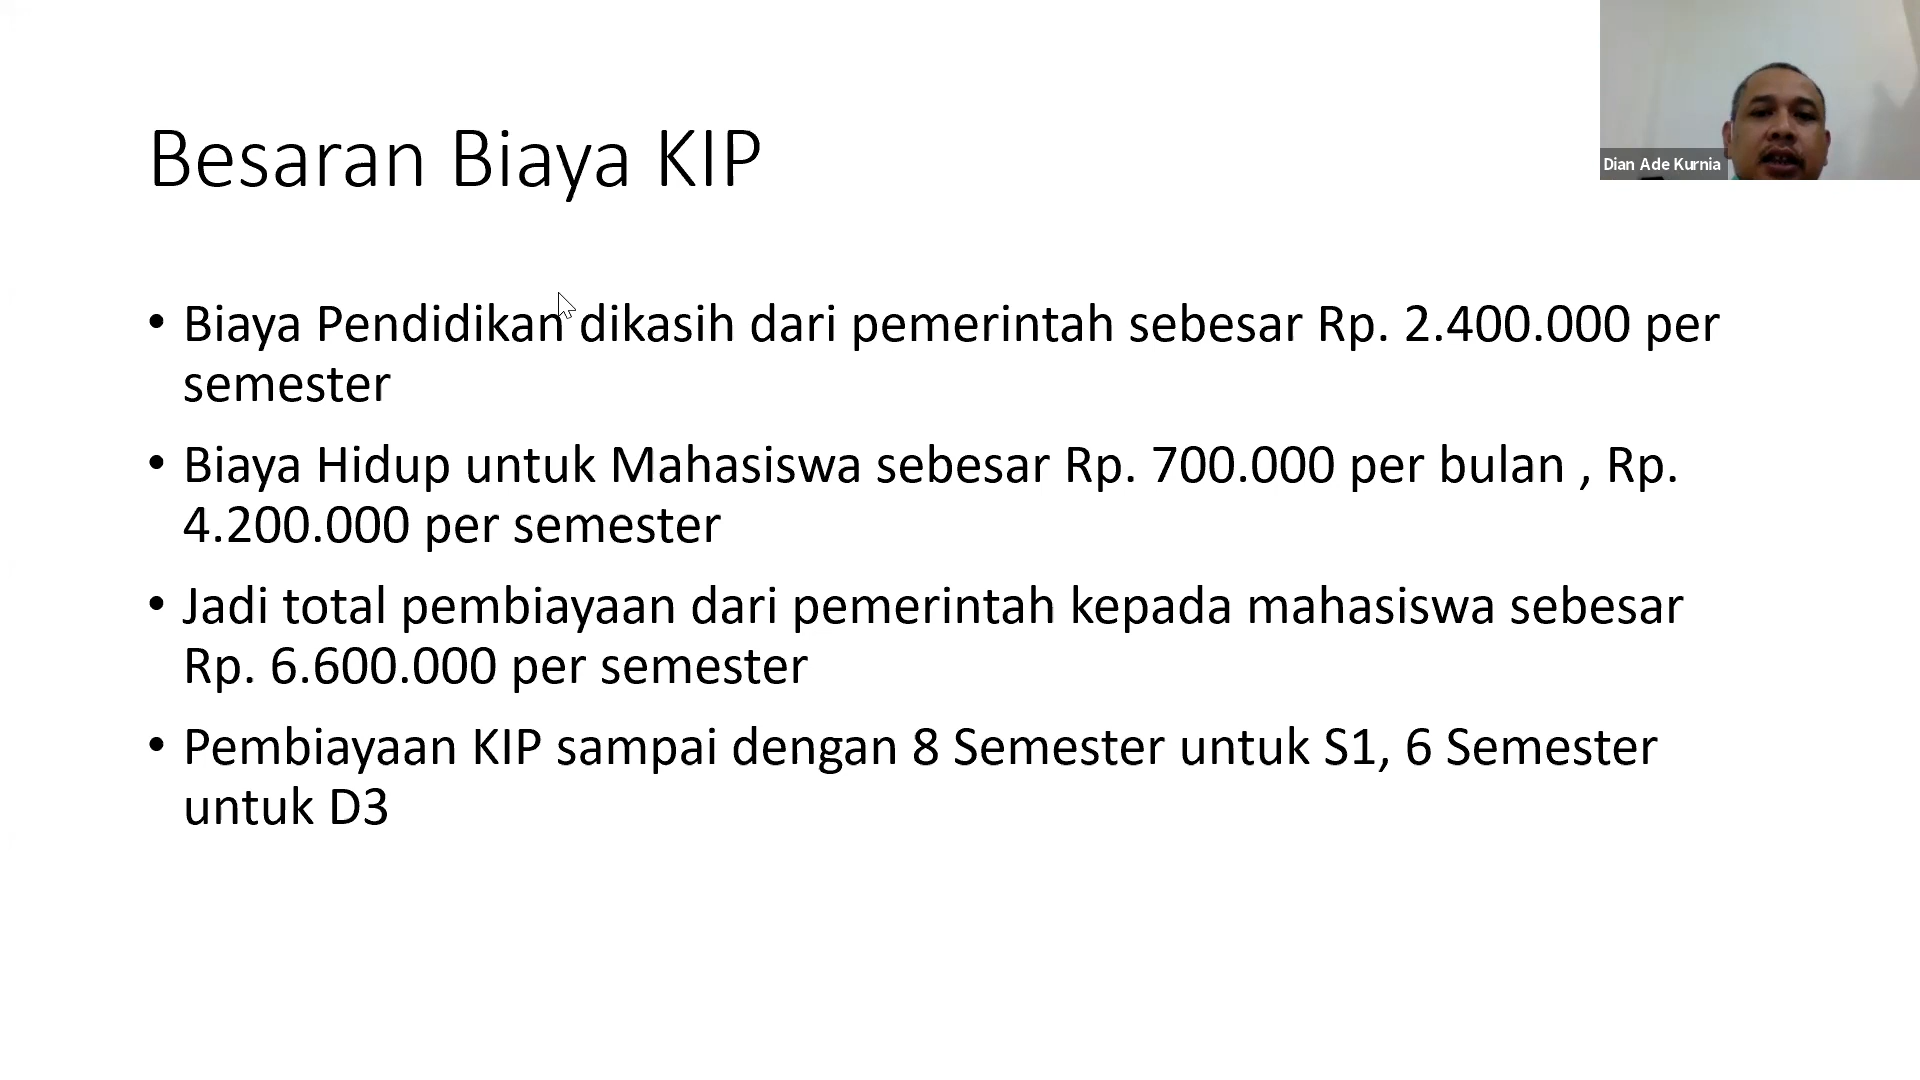 Besaran Biaya KIP
Dian Ade Kurnia
• Biaya Pendidikan dikasih dari pemerintah sebesar Rp. 2.400.000 per
semester
• Biaya Hidup untuk Mahasiswa sebesar Rp. 700.000 per bulan , Rp.
4.200.000 per semester
• Jadi total pembiayaan dari pemerintah kepada mahasiswa sebesar
Rp. 6.600.000 per semester
• Pembiayaan KIP sampai dengan 8 Semester untuk S1, 6 Semester
untuk D3